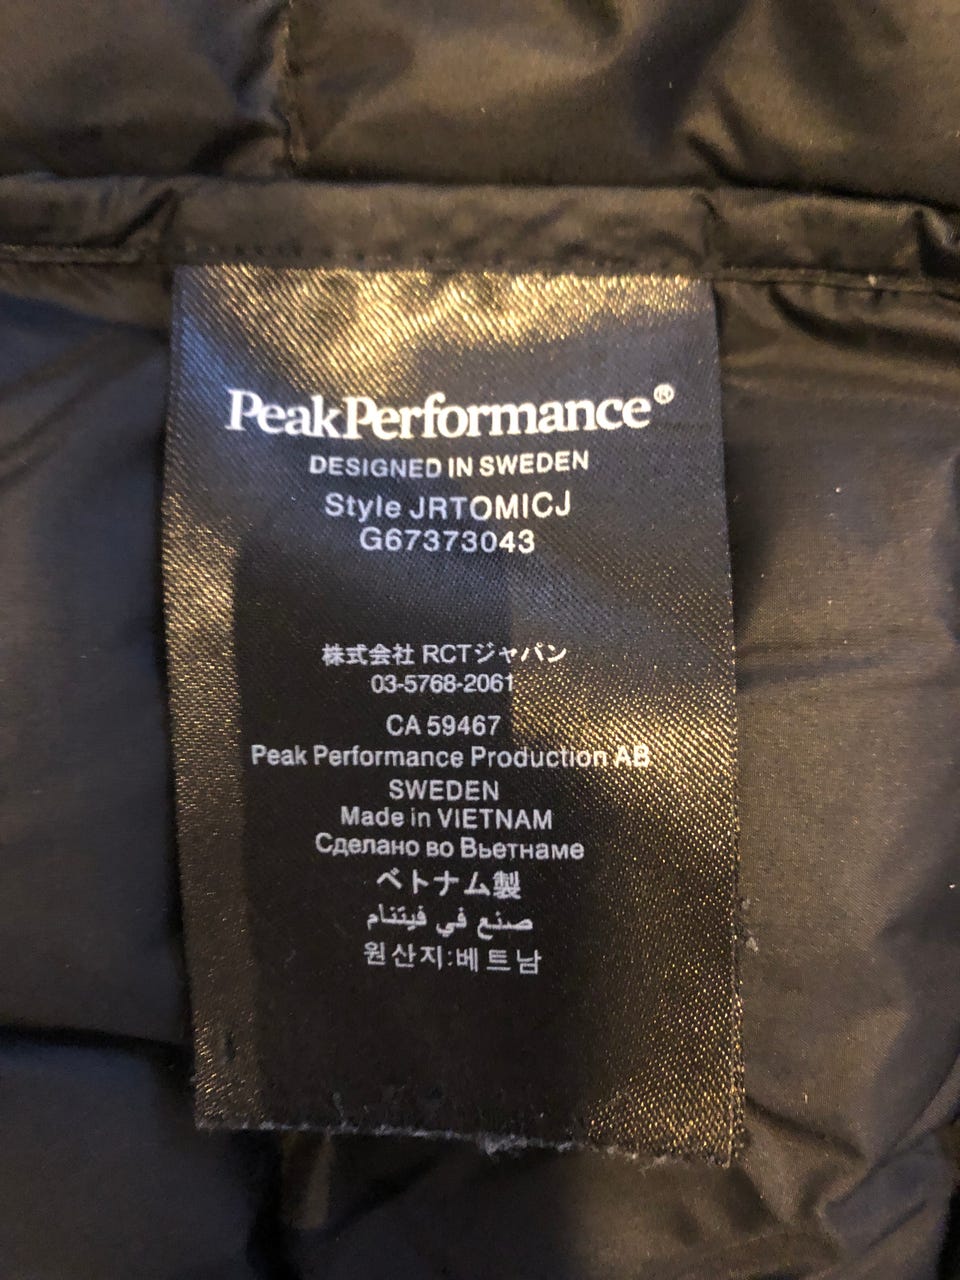 PeakPerformance®
DESIGNED IN SWEDEN
Style JRTOMICJ
G67373043
株式会社 RCTジャパン
03-5768-2061
CA 59467
Peak Performance Production AB
SWEDEN
Made in VIETNAM
Сделано во Вьетнаме
ベトナム製
صنع في فيتنام
원산지:베트남